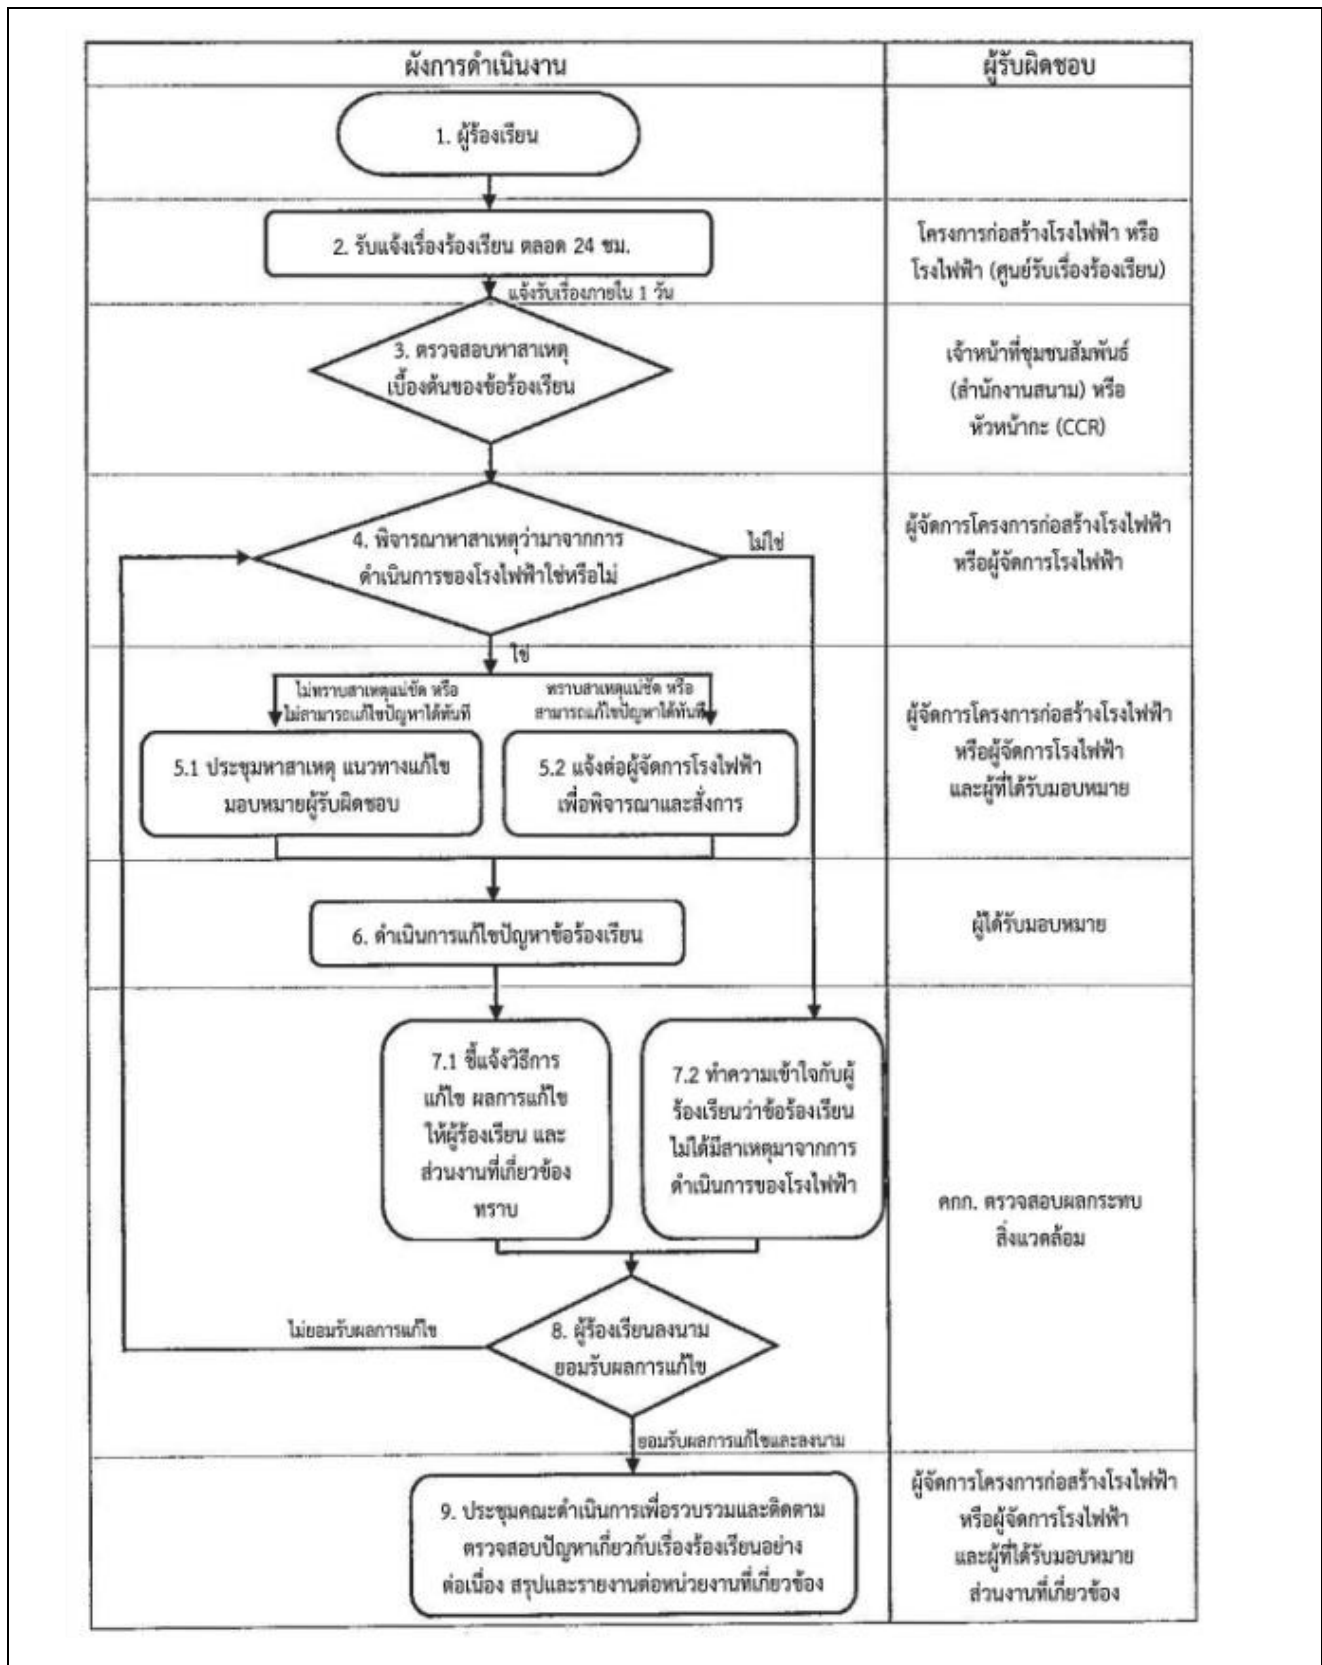 ผังการดำเนินงาน
ผู้รับผิดชอบ
1. ผู้ร้องเรียน
2. รับแจ้งเรื่องร้องเรียน ตลอด 24 ชม.
โครงการก่อสร้างโรงไฟฟ้า หรือ
โรงไฟฟ้า (ศูนย์รับเรื่องร้องเรียน)
แจ้งรับเรื่องภายใน 1 วัน
3. ตรวจสอบหาสาเหตุ
เบื้องต้นของข้อร้องเรียน
เจ้าหน้าที่ชุมชนสัมพันธ์
(สำนักงานสนาม) หรือ
หัวหน้ากะ (CCR)
4. พิจารณาหาสาเหตุว่ามาจากการ
ดำเนินการของโรงไฟฟ้าใช่หรือไม่
ไม่ใช่
ผู้จัดการโครงการก่อสร้างโรงไฟฟ้า
หรือผู้จัดการโรงไฟฟ้า
ใช่
ไม่ทราบสาเหตุแน่ชัด หรือ
ไม่สามารถแก้ไขปัญหาได้ทันที
ทราบสาเหตุแน่ชัด หรือ
สามารถแก้ไขปัญหาได้ทันที
5.1 ประชุมหาสาเหตุ แนวทางแก้ไข
มอบหมายผู้รับผิดชอบ
5.2 แจ้งต่อผู้จัดการโรงไฟฟ้า
เพื่อพิจารณาและสั่งการ
ผู้จัดการโครงการก่อสร้างโรงไฟฟ้า
หรือผู้จัดการโรงไฟฟ้า
และผู้ที่ได้รับมอบหมาย
6. ดำเนินการแก้ไขปัญหาข้อร้องเรียน
ผู้ได้รับมอบหมาย
7.1 ชี้แจงวิธีการ
แก้ไข ผลการแก้ไข
ให้ผู้ร้องเรียน และ
ส่วนงานที่เกี่ยวข้อง
ทราบ
7.2 ทำความเข้าใจกับผู้
ร้องเรียนว่าข้อร้องเรียน
ไม่ได้มีสาเหตุมาจากการ
ดำเนินการของโรงไฟฟ้า
คกก. ตรวจสอบผลกระทบ
สิ่งแวดล้อม
ไม่ยอมรับผลการแก้ไข
8. ผู้ร้องเรียนลงนาม
ยอมรับผลการแก้ไข
ยอมรับผลการแก้ไขและลงนาม
9. ประชุมคณะดำเนินการเพื่อรวบรวมและติดตาม
ตรวจสอบปัญหาเกี่ยวกับเรื่องร้องเรียนอย่าง
ต่อเนื่อง สรุปและรายงานต่อหน่วยงานที่เกี่ยวข้อง
ผู้จัดการโครงการก่อสร้างโรงไฟฟ้า
หรือผู้จัดการโรงไฟฟ้า
และผู้ที่ได้รับมอบหมาย
ส่วนงานที่เกี่ยวข้อง